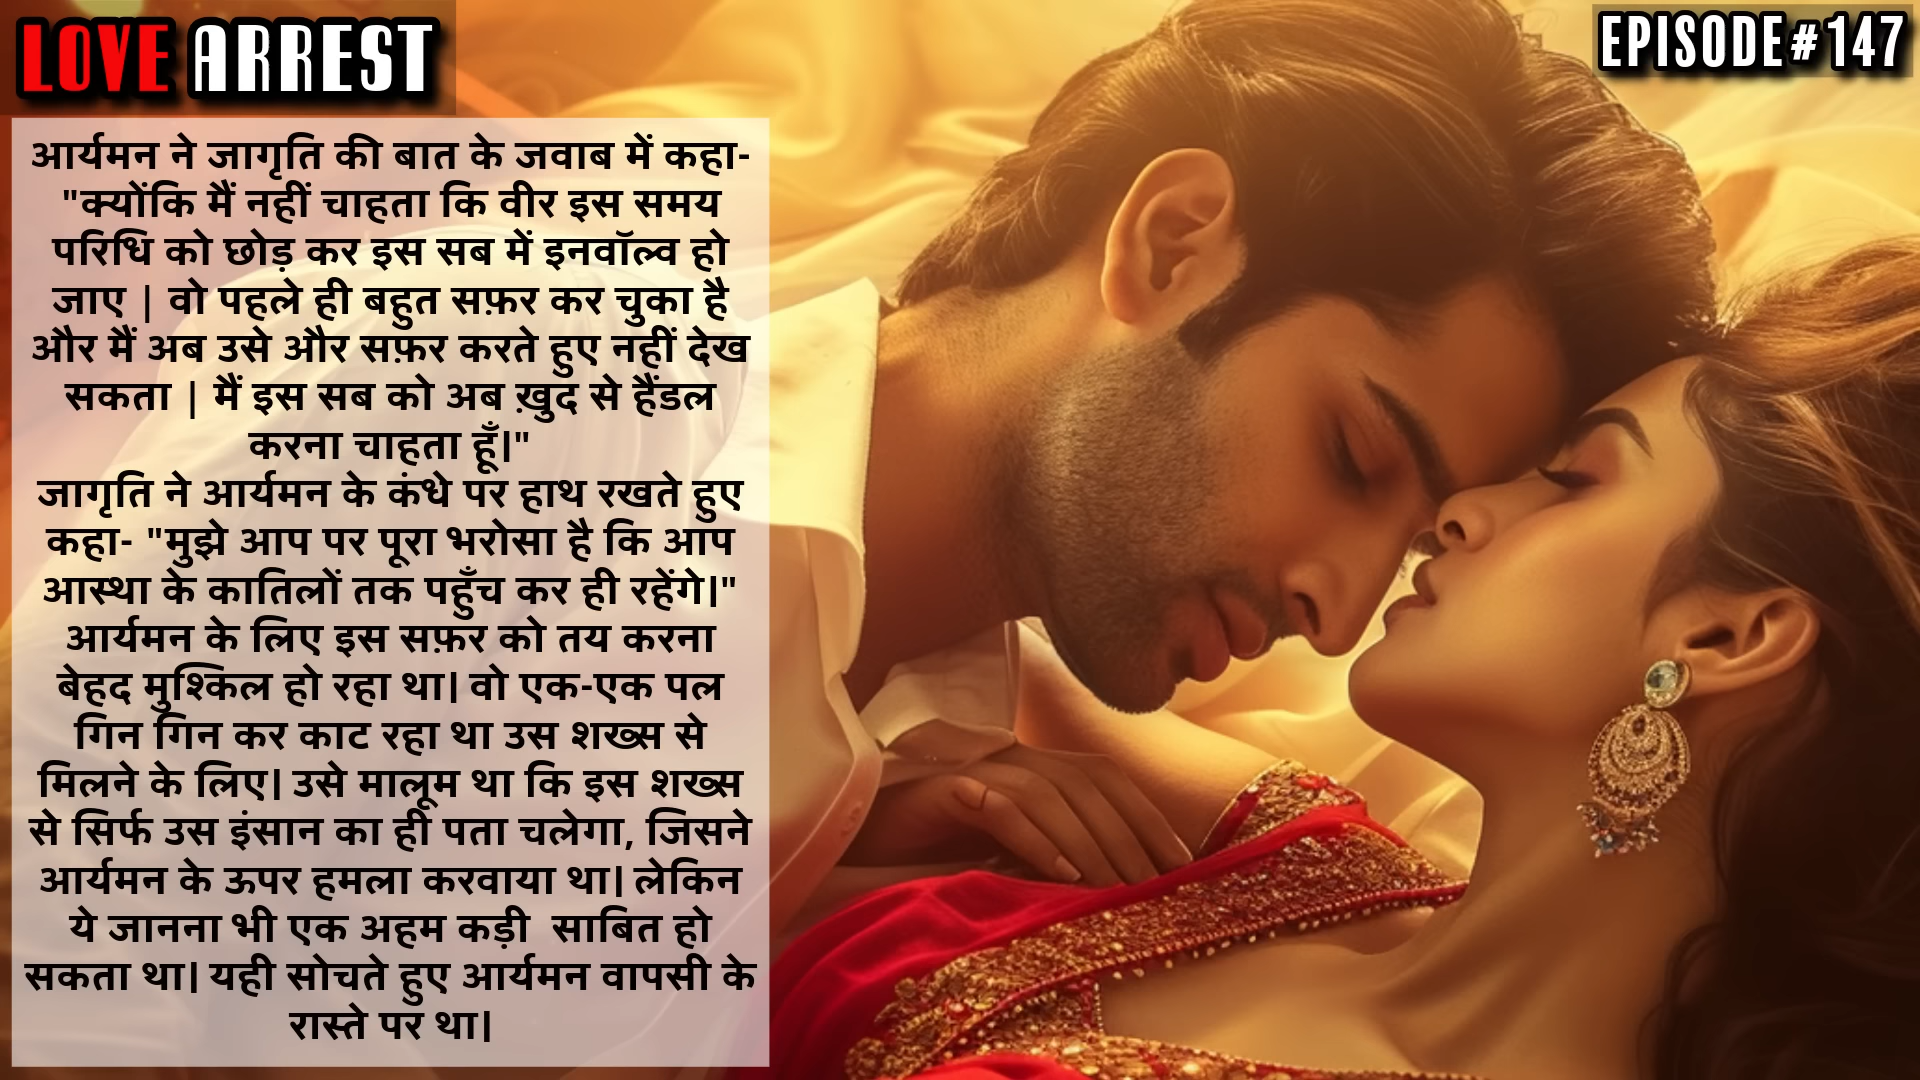 LOVE ARREST
EPISODE#147
आर्यमन ने जागृति की बात के जवाब में कहा-
"क्योंकि मैं नहीं चाहता कि वीर इस समय
परिधि को छोड़ कर इस सब में इनवॉल्व हो
जाए | वो पहले ही बहुत सफ़र कर चुका है
और मैं अब उसे और सफ़र करते हुए नहीं देख
सकता | मैं इस सब को अब ख़ुद से हैंडल
करना चाहता हूँ|"
जागृति ने आर्यमन के कंधे पर हाथ रखते हुए
कहा- "मुझे आप पर पूरा भरोसा है कि आप
आस्था के कातिलों तक पहुँच कर ही रहेंगे|"
आर्यमन के लिए इस सफ़र को तय करना
बेहद मुश्किल हो रहा था| वो एक-एक पल
गिन गिन कर काट रहा था उस शख्स से
मिलने के लिए| उसे मालूम था कि इस शख्स
से सिर्फ उस इंसान का ही पता चलेगा, जिसने
आर्यमन के ऊपर हमला करवाया था| लेकिन
ये जानना भी एक अहम कड़ी  साबित हो
सकता था| यही सोचते हुए आर्यमन वापसी के
रास्ते पर था|